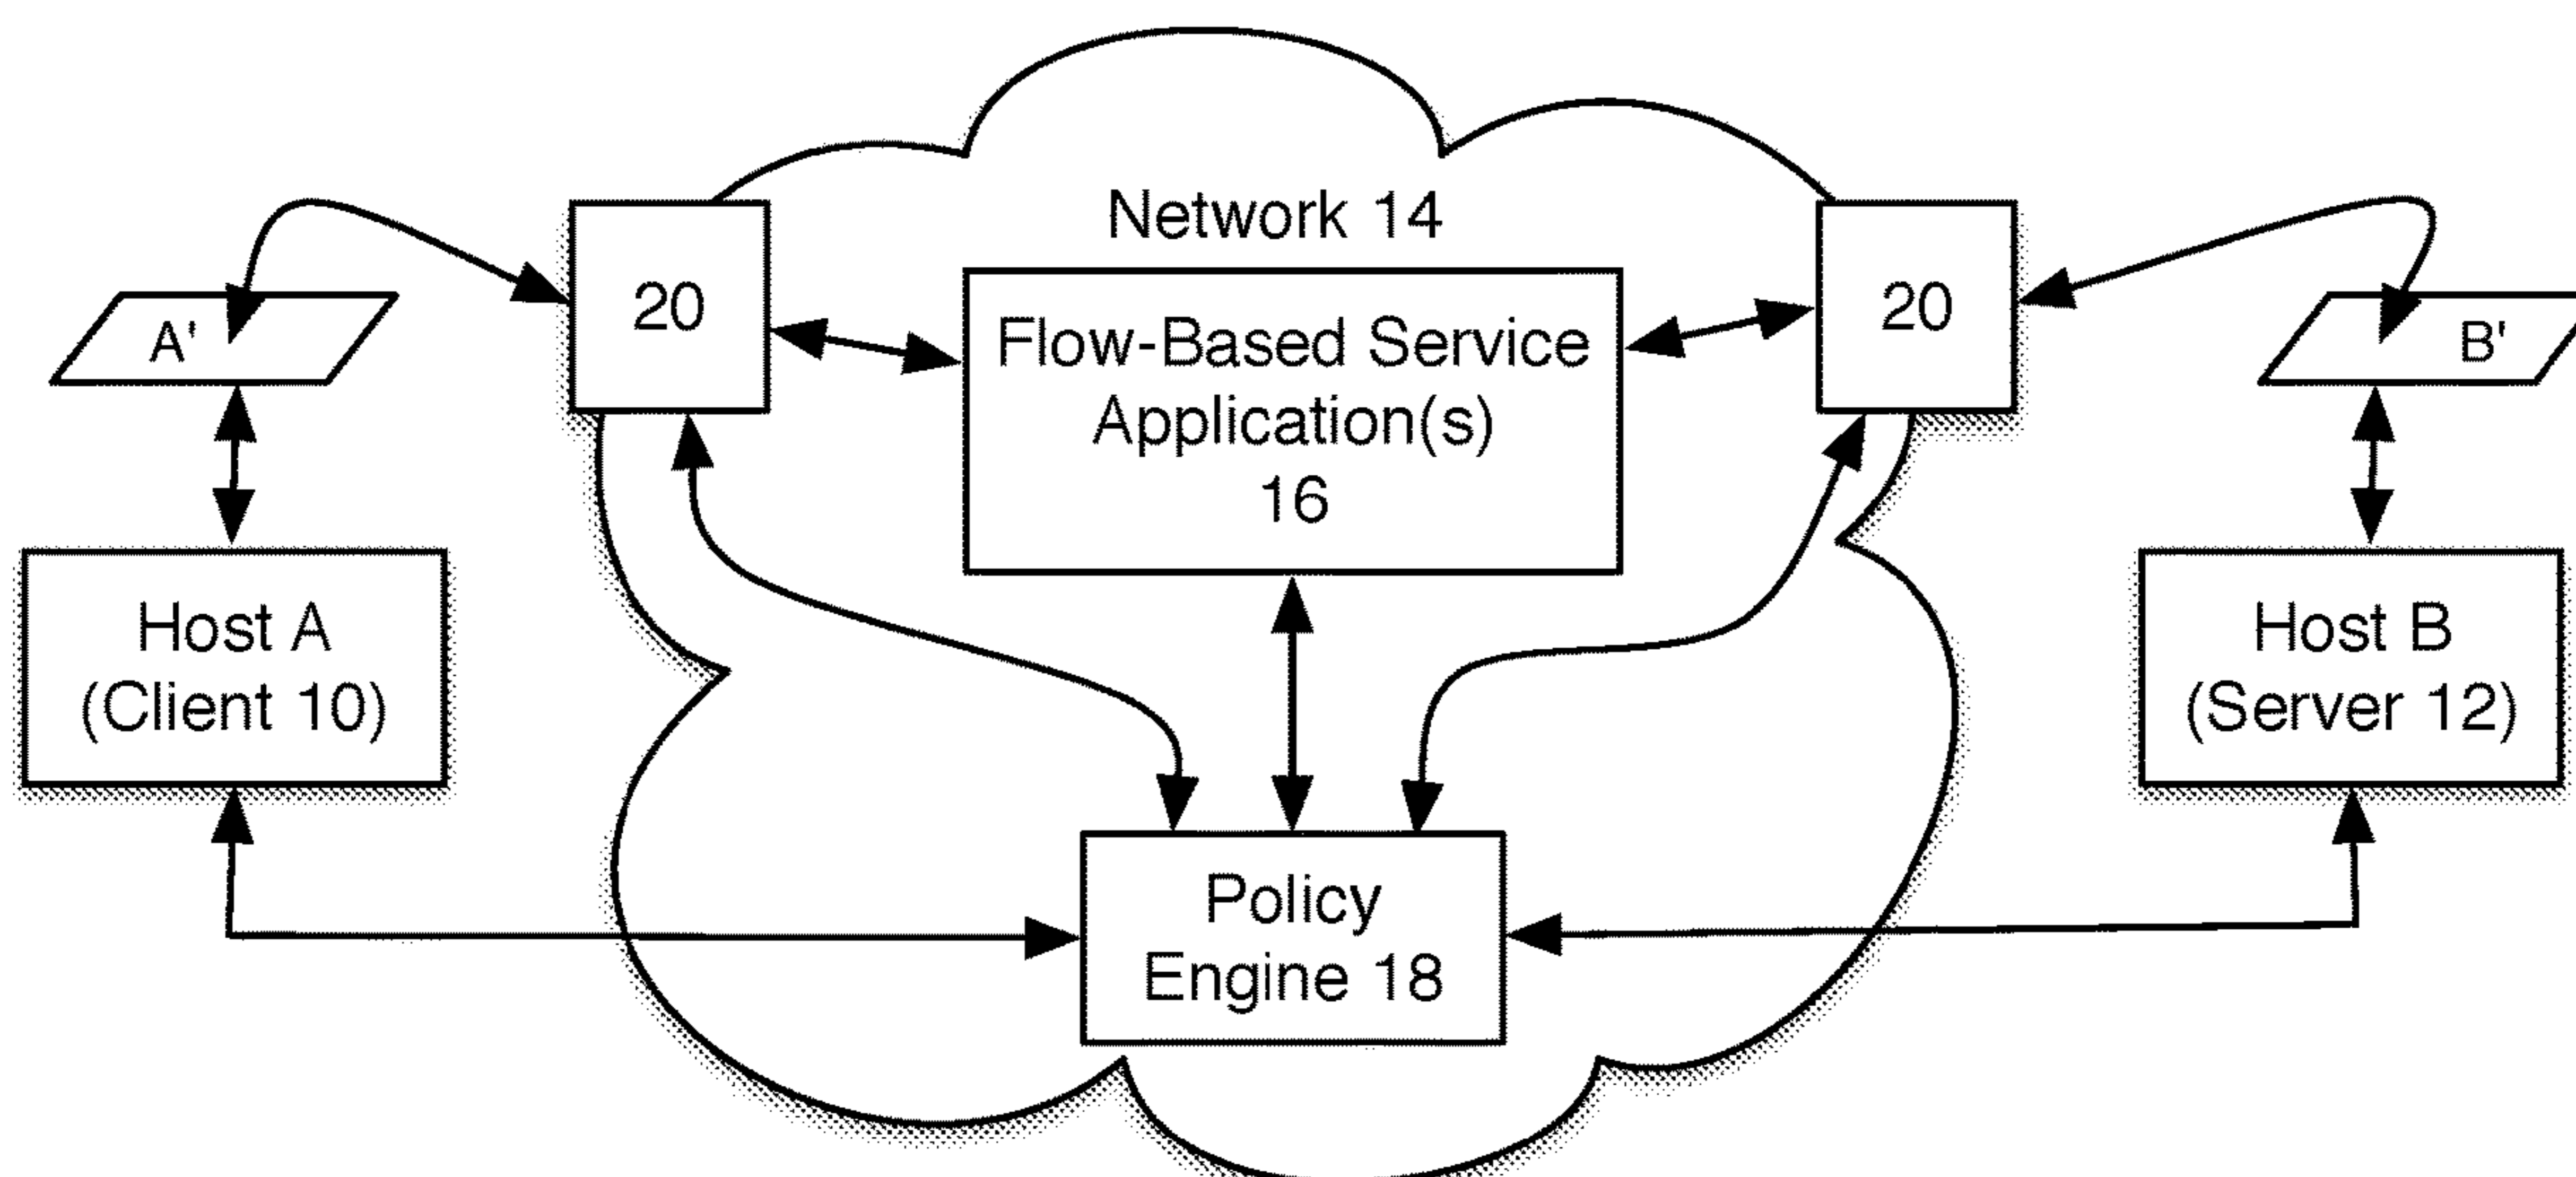 Network 14
20
20
A'
B'
Flow-Based Service
Application(s)
16
Host A
(Client 10)
Host B
(Server 12)
Policy
Engine 18